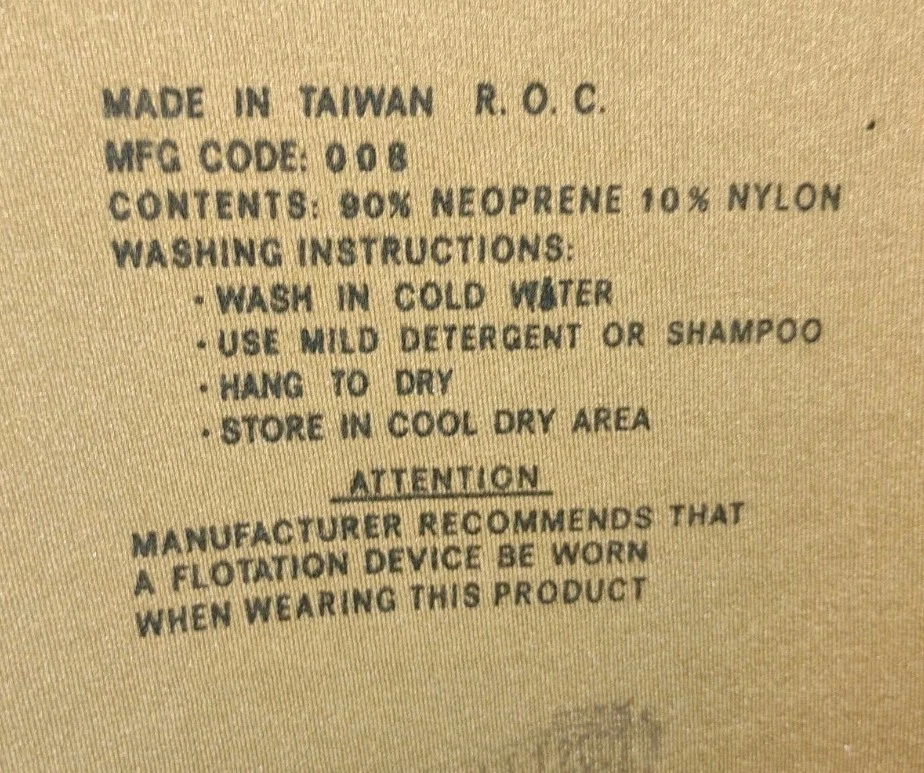 MADE IN TAIWAN R. O. C.
MFG CODE: 008
CONTENTS: 90% NEOPRENE 10% NYLON
WASHING INSTRUCTIONS:
· WASH IN COLD WATER
· USE MILD DETERGENT OR SHAMPOO
· HANG TO DRY
· STORE IN COOL DRY AREA
ATTENTION
MANUFACTURER RECOMMENDS THAT
A FLOTATION DEVICE BE WORN
WHEN WEARING THIS PRODUCT